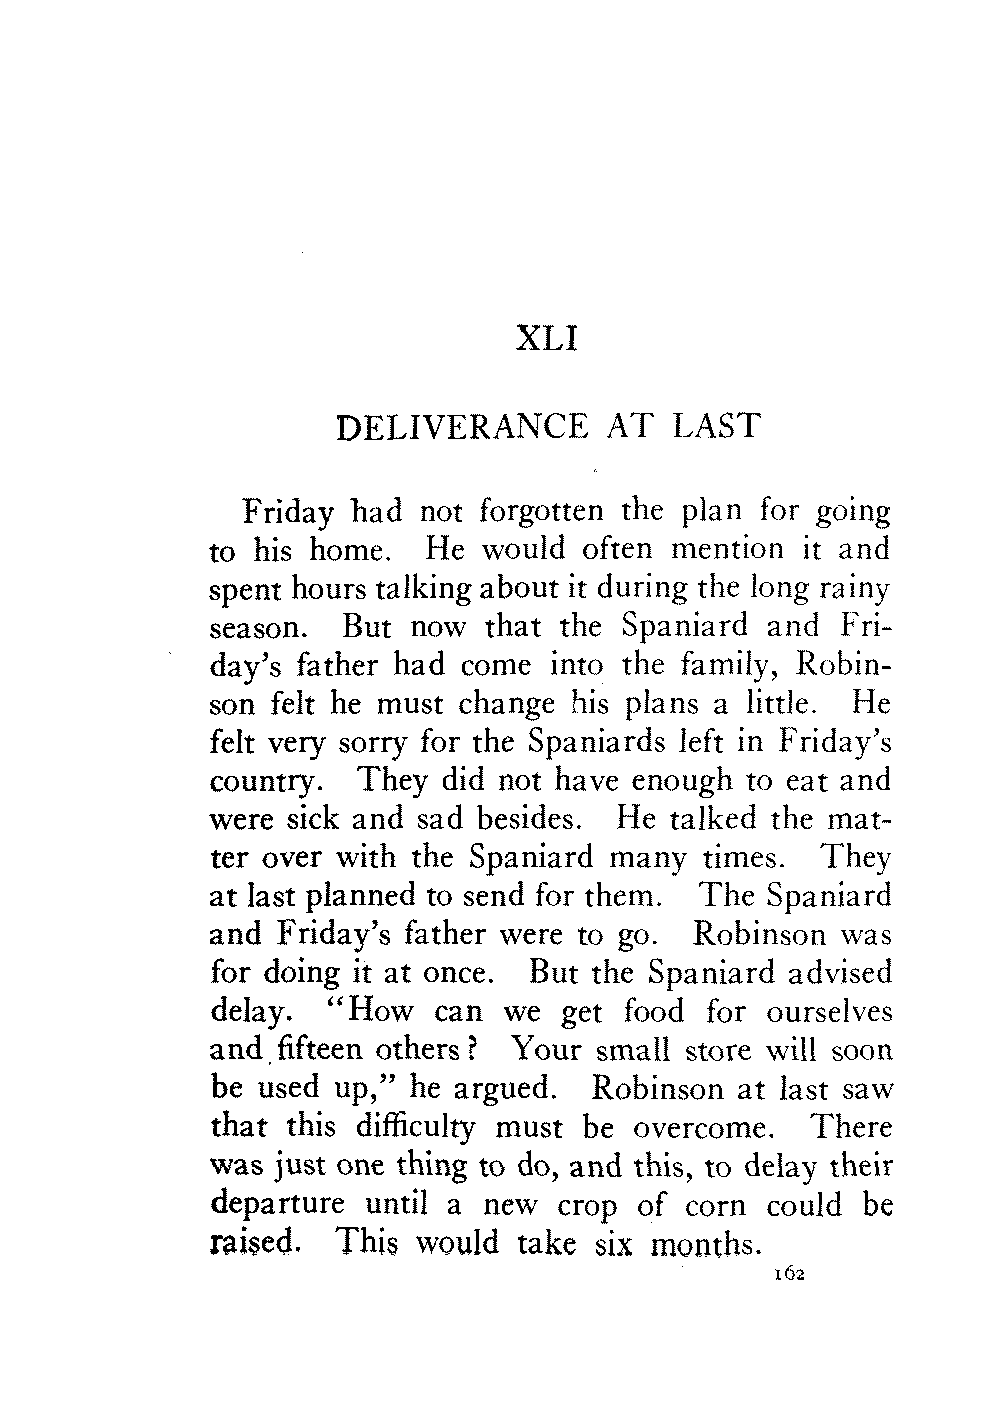 XLI
DELIVERANCE AT LAST
Friday had not forgotten the plan for going
to his home. He would often mention it and
spent hours talking about it during the long rainy
season. But now that the Spaniard and Fri-
day's father had come into the family, Robin-
son felt he must change his plans a little. He
felt very sorry for the Spaniards left in Friday's
country. They did not have enough to eat and
were sick and sad besides. He talked the mat-
ter over with the Spaniard many times. They
at last planned to send for them. The Spaniard
and Friday's father were to go. Robinson was
for doing it at once. But the Spaniard advised
delay. "How can we get food for ourselves
and fifteen others? Your small store will soon
be used up," he argued. Robinson at last saw
that this difficulty must be overcome. There
was just one thing to do, and this, to delay their
departure until a new crop of corn could be
raised. This would take six months.
162